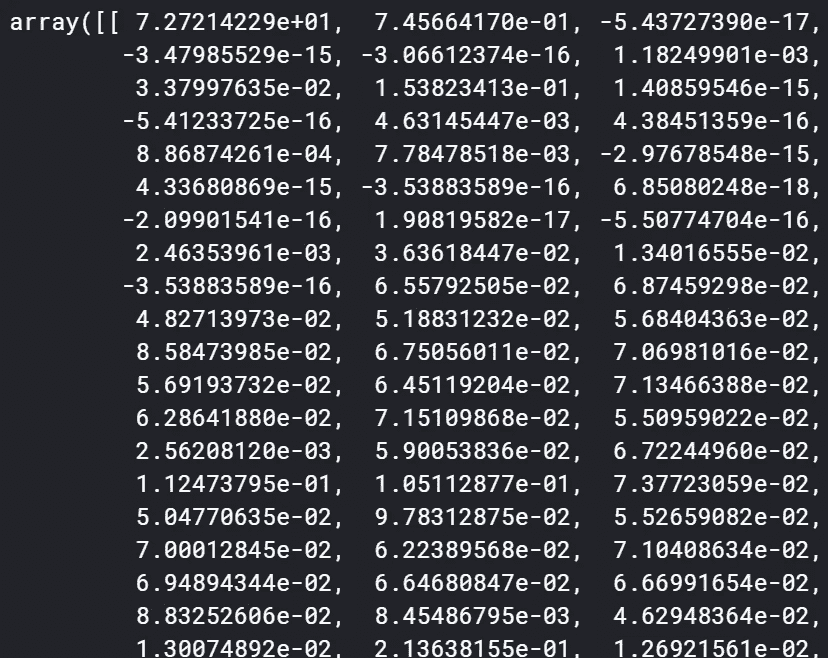 array([[ 7.27214229e+01, 7.45664170e-01, -5.43727390e-17,
-3.47985529e-15, -3.06612374e-16, 1.18249901e-03,
3.37997635e-02, 1.53823413e-01, 1.40859546e-15,
-5.41233725e-16, 4.63145447e-03, 4.38451359e-16,
8.86874261e-04, 7.78478518e-03, -2.97678548e-15,
4.33680869e-15, -3.53883589e-16, 6.85080248e-18,
-2.09901541e-16, 1.90819582e-17, -5.50774704e-16,
2.46353961e-03, 3.63618447e-02, 1.34016555e-02,
-3.53883589e-16, 6.55792505e-02, 6.87459298e-02,
4.82713973e-02, 5.18831232e-02, 5.68404363e-02,
8.58473985e-02, 6.75056011e-02, 7.06981016e-02,
5.69193732e-02, 6.45119204e-02, 7.13466388e-02,
6.28641880e-02, 7.15109868e-02, 5.50959022e-02,
2.56208120e-03, 5.90053836e-02, 6.72244960e-02,
1.12473795e-01, 1.05112877e-01, 7.37723059e-02,
5.04770635e-02, 9.78312875e-02, 5.52659082e-02,
7.00012845e-02, 6.22389568e-02, 7.10408634e-02,
6.94894344e-02, 6.64680847e-02, 6.66991654e-02,
8.83252606e-02, 8.45486795e-03, 4.62948364e-02,
1.30074892e-02, 2.13638155e-01, 1.26921561e-02,